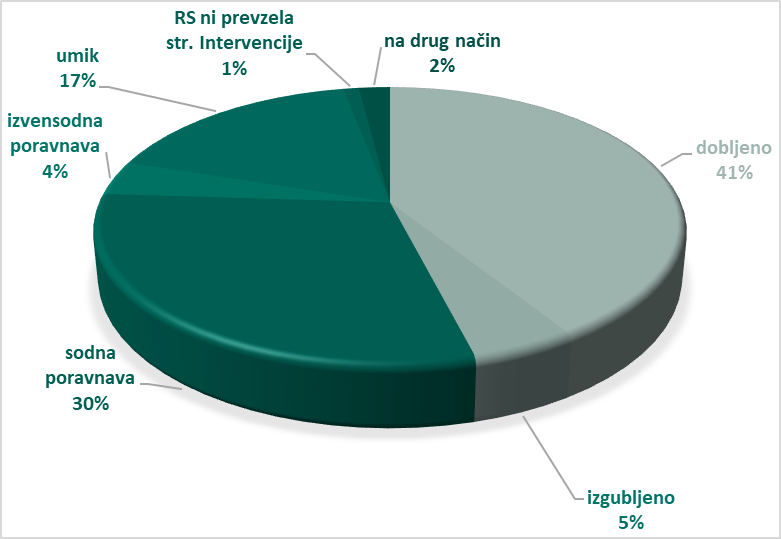 RS ni prevzela
str. Intervencije
1%
na drug način
2%
umik
17%
izvensodna
poravnava
4%
dobljeno
41%
sodna
poravnava
30%
izgubljeno
5%